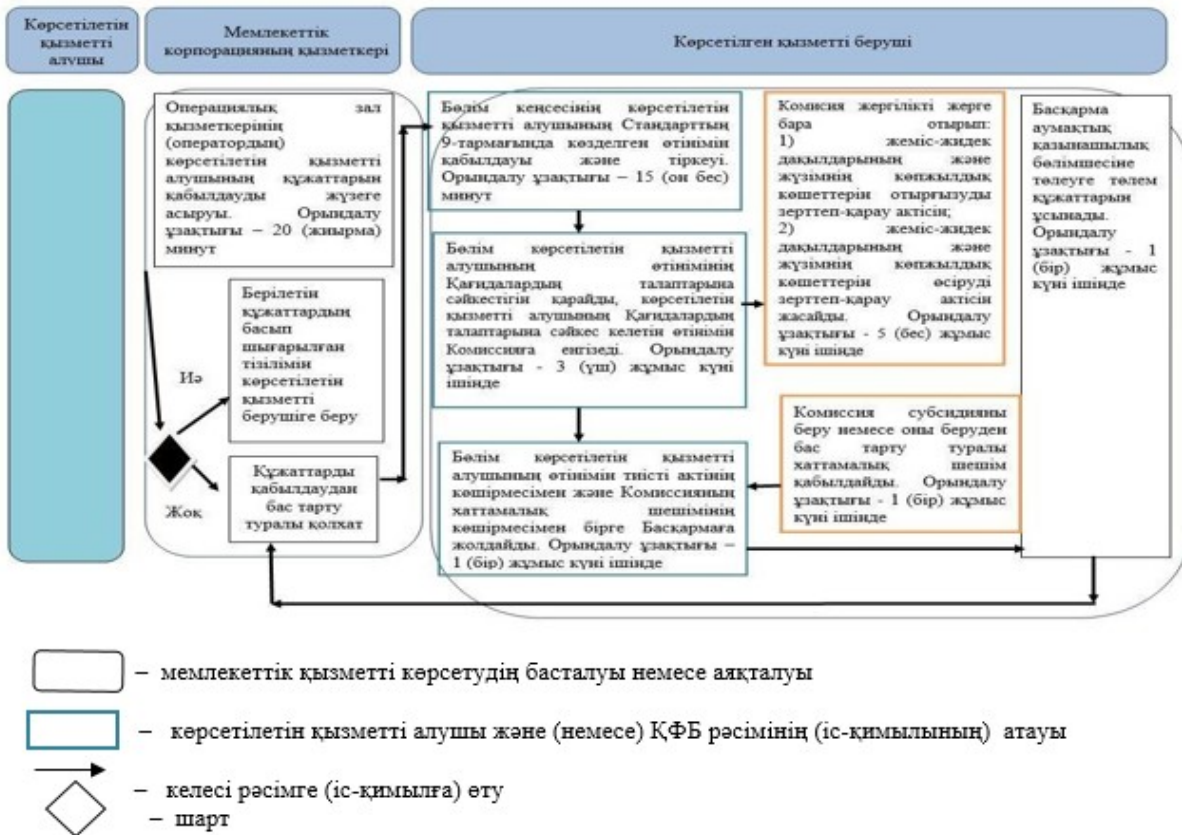 Көрсетілетін
қызметті
алушы
Мемлекеттік
корпорацияның қызметкері
Көрсетілген қызметті беруші
Операциялық зал
қызметкерінің
(оператордың)
көрсетілетін қызметті
алушының құжаттарын
қабылдауды жүзеге
асыруы. Орындалу
ұзақтығы – 20 (жиырма)
минут
Иә
Берілетін
құжаттардың
басып
шығарылған
тізілімін
көрсетілетін
қызметті
берушіге беру
Жоқ
Құжаттарды
қабылдаудан
бас тарту
туралы қолхат
Бөлім кеңсесінің көрсетілетін
қызметті алушының Стандарттың
9-тармағында көзделген өтінімін
қабылдауы және тіркеуі.
Орындалу ұзақтығы – 15 (он бес)
минут
Бөлім көрсетілетін қызметті
алушының өтінімінің
Қағидалардың талаптарына
сәйкестігін қарайды, көрсетілетін
қызметті алушының Қағидалардың
талаптарына сәйкес келетін өтінімін
Комиссияға енгізеді. Орындалу
ұзақтығы - 3 (үш) жұмыс күні
ішінде
Бөлім көрсетілетін қызметті
алушының өтінімін тиісті актінің
көшірмесімен және Комиссияның
хаттамалық шешімінің
көшірмесімен бірге Басқармаға
жолдайды. Орындалу ұзақтығы –
1 (бір) жұмыс күні ішінде
Комисия жергілікті жерге
бара отырып:
1) жеміс-жидек
дақылдарының және
жүзімнің көпжылдық
көшеттерін отырғызуды
зерттеп-қарау актісін;
2) жеміс-жидек
дақылдарының және
жүзімнің көпжылдық
көшеттерін өсіруді
зерттеп-қарау актісін
жасайды. Орындалу
ұзақтығы - 5 (бес) жұмыс
күні ішінде
Комиссия субсидияны
беру немесе оны беруден
бас тарту туралы
хаттамалық шешім
қабылдайды. Орындалу
ұзақтығы - 1 (бір) жұмыс
күні ішінде
Басқарма
аумақтық
қазынашылық
бөлімшесіне
төлеуге төлем
құжаттарын
ұсынады.
Орындалу
ұзақтығы - 1
(бір) жұмыс
күні ішінде
– мемлекеттік қызметті көрсетудің басталуы немесе аяқталуы
– көрсетілетін қызметті алушы және (немесе) ҚФБ рәсімінің (іс-қимылының) атауы
– келесі рәсімге (іс-қимылға) өту
– шарт